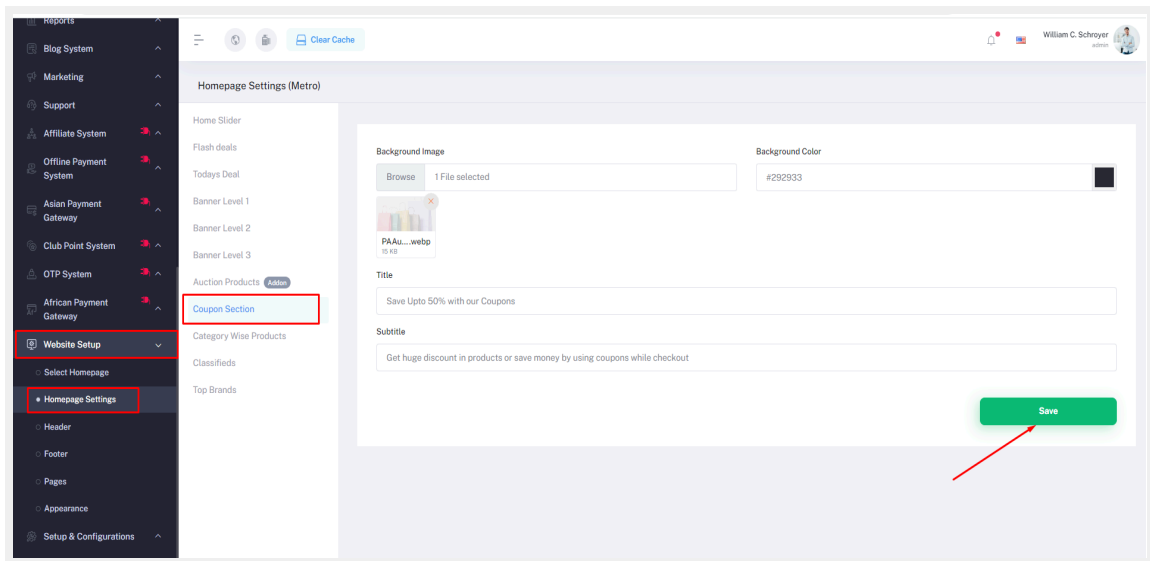 Reports
Blog System
Marketing
Support
Affiliate System
Offline Payment
System
Asian Payment
Gateway
Club Point System
OTP System
African Payment
Gateway
Website Setup
Select Homepage
Homepage Settings
Header
Footer
Pages
Appearance
Setup & Configurations
Clear Cache
William C. Schroyer
admin
Homepage Settings (Metro)
Home Slider
Flash deals
Todays Deal
Banner Level 1
Banner Level 2
Banner Level 3
Auction Products Addon
Coupon Section
Category Wise Products
Classifieds
Top Brands
Background Image
Browse 1 File selected
PAAu....webp
15 KB
Background Color
#292933
Title
Save Upto 50% with our Coupons
Subtitle
Get huge discount in products or save money by using coupons while checkout
Save